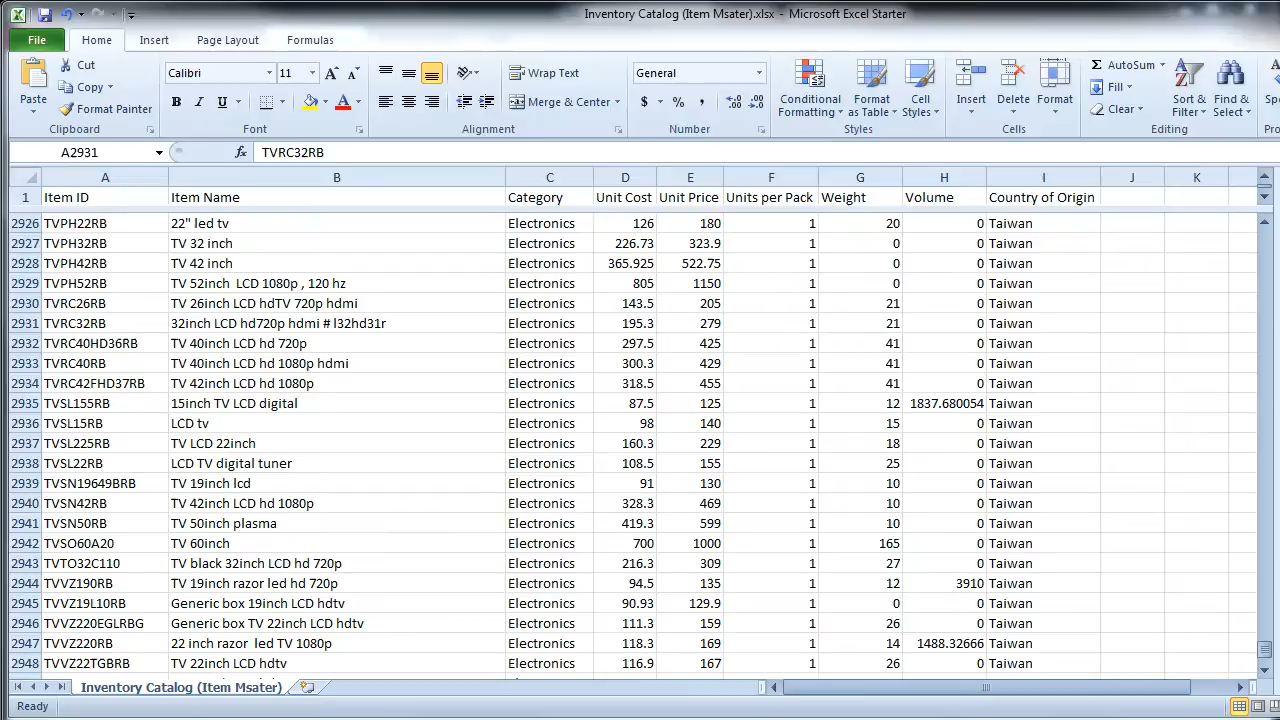 Inventory Catalog (Item Msater).xlsx - Microsoft Excel Starter
File Home Insert Page Layout Formulas
Paste Cut Copy Format Painter Clipboard
Calibri 11 B I U Font
Wrap Text Merge & Center Alignment
General $ % , Number
Conditional Formatting Format as Table Cell Styles Styles
Insert Delete Format Cells
Σ AutoSum Fill Clear Sort & Filter Find & Select Editing
A2931 fx TVRC32RB
A B C D E F G H I J K
1 Item ID Item Name Category Unit Cost Unit Price Units per Pack Weight Volume Country of Origin
2926 TVPH22RB 22" led tv Electronics 126 180 1 20 0 Taiwan
2927 TVPH32RB TV 32 inch Electronics 226.73 323.9 1 0 0 Taiwan
2928 TVPH42RB TV 42 inch Electronics 365.925 522.75 1 0 0 Taiwan
2929 TVPH52RB TV 52inch LCD 1080p , 120 hz Electronics 805 1150 1 0 0 Taiwan
2930 TVRC26RB TV 26inch LCD hdTV 720p hdmi Electronics 143.5 205 1 21 0 Taiwan
2931 TVRC32RB 32inch LCD hd720p hdmi # l32hd31r Electronics 195.3 279 1 21 0 Taiwan
2932 TVRC40HD36RB TV 40inch LCD hd 720p Electronics 297.5 425 1 41 0 Taiwan
2933 TVRC40RB TV 40inch LCD hd 1080p hdmi Electronics 300.3 429 1 41 0 Taiwan
2934 TVRC42FHD37RB TV 42inch LCD hd 1080p Electronics 318.5 455 1 41 0 Taiwan
2935 TVSL155RB 15inch TV LCD digital Electronics 87.5 125 1 12 1837.680054 Taiwan
2936 TVSL15RB LCD tv Electronics 98 140 1 15 0 Taiwan
2937 TVSL225RB TV LCD 22inch Electronics 160.3 229 1 18 0 Taiwan
2938 TVSL22RB LCD TV digital tuner Electronics 108.5 155 1 25 0 Taiwan
2939 TVSN19649BRB TV 19inch lcd Electronics 91 130 1 10 0 Taiwan
2940 TVSN42RB TV 42inch LCD hd 1080p Electronics 328.3 469 1 10 0 Taiwan
2941 TVSN50RB TV 50inch plasma Electronics 419.3 599 1 10 0 Taiwan
2942 TVSO60A20 TV 60inch Electronics 700 1000 1 165 0 Taiwan
2943 TVTO32C110 TV black 32inch LCD hd 720p Electronics 216.3 309 1 27 0 Taiwan
2944 TVVZ190RB TV 19inch razor led hd 720p Electronics 94.5 135 1 12 3910 Taiwan
2945 TVVZ19L10RB Generic box 19inch LCD hdtv Electronics 90.93 129.9 1 0 0 Taiwan
2946 TVVZ220EGLRBG Generic box TV 22inch LCD hdtv Electronics 111.3 159 1 26 0 Taiwan
2947 TVVZ220RB 22 inch razor led TV 1080p Electronics 118.3 169 1 14 1488.32666 Taiwan
2948 TVVZ22TGBRB TV 22inch LCD hdtv Electronics 116.9 167 1 26 0 Taiwan
Inventory Catalog (Item Msater)
Ready